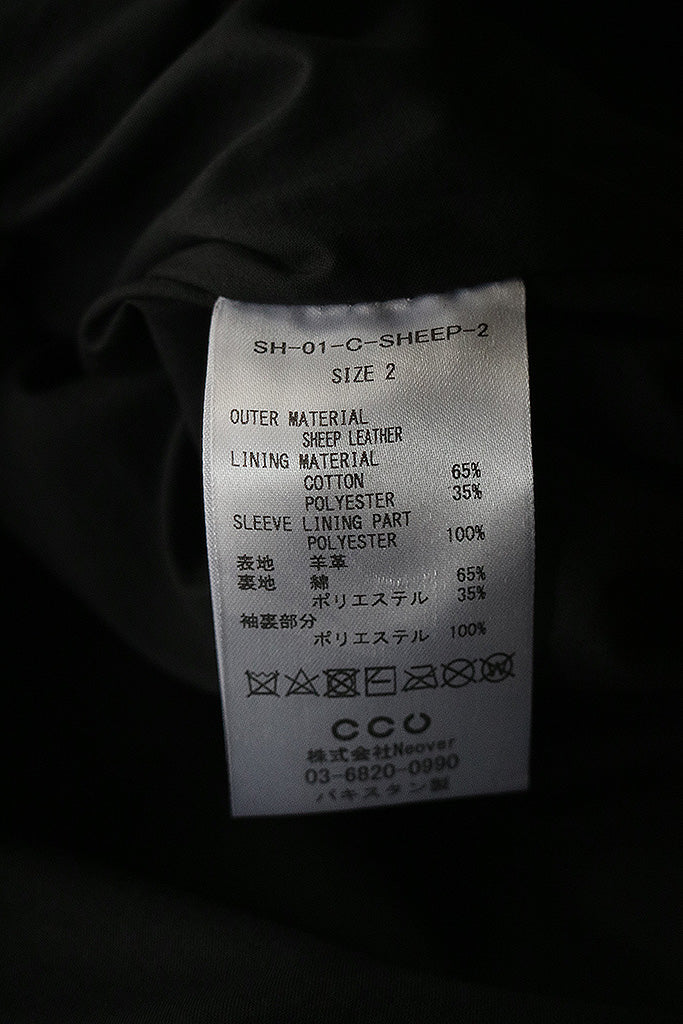 SH-01-C-SHEEP-2
SIZE 2
OUTER MATERIAL
SHEEP LEATHER
LINING MATERIAL
COTTON 65%
POLYESTER 35%
SLEEVE LINING PART
POLYESTER 100%
表地 羊革
裏地 綿 65%
ポリエステル 35%
袖裏部分
ポリエステル 100%
W
CCU
株式会社Neover
03-6820-0990
パキスタン製